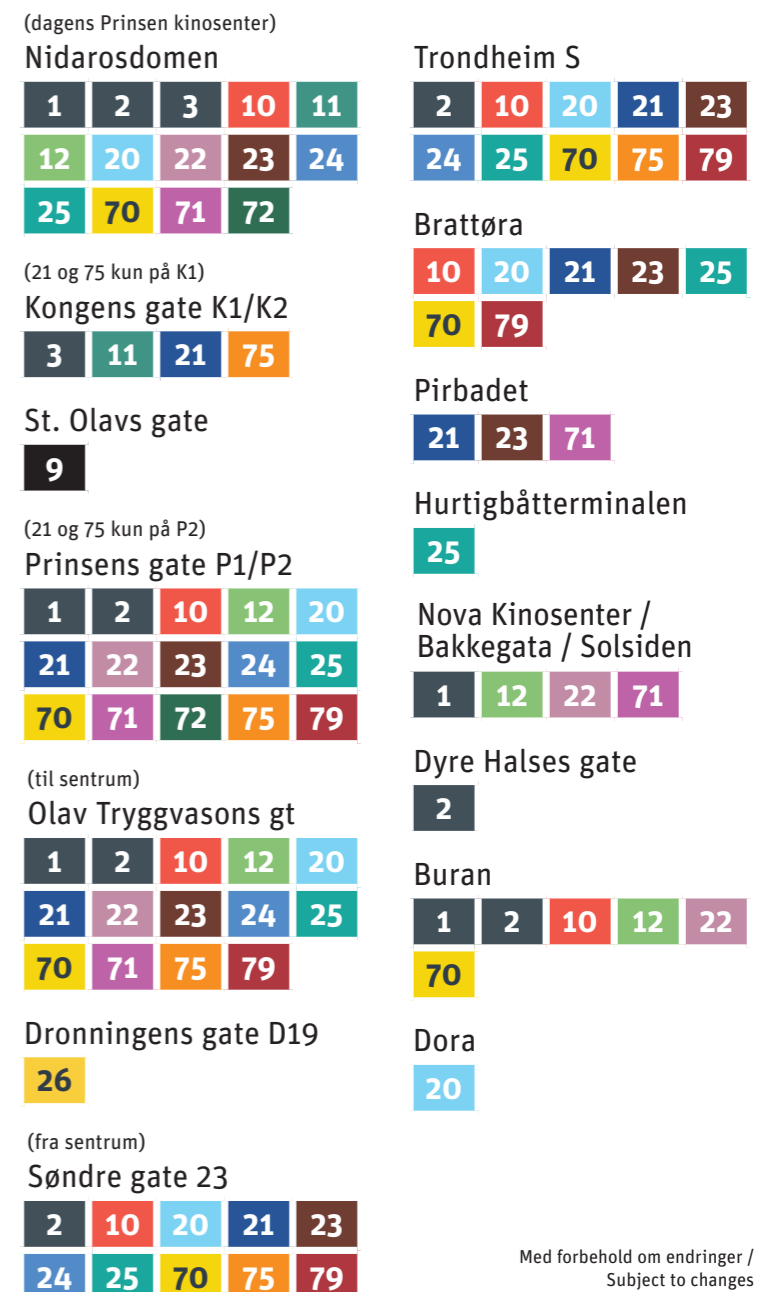 (dagens Prinsen kinosenter)
Nidarosdomen
1 2 3 10 11
12 20 22 23 24
25 70 71 72
(21 og 75 kun på K1)
Kongens gate K1/K2
3 11 21 75
St. Olavs gate
9
(21 og 75 kun på P2)
Prinsens gate P1/P2
1 2 10 12 20
21 22 23 24 25
70 71 72 75 79
(til sentrum)
Olav Tryggvasons gt
1 2 10 12 20
21 22 23 24 25
70 71 75 79
Dronningens gate D19
26
(fra sentrum)
Søndre gate 23
2 10 20 21 23
24 25 70 75 79
Trondheim S
2 10 20 21 23
24 25 70 75 79
Brattøra
10 20 21 23 25
70 79
Pirbadet
21 23 71
Hurtigbåtterminalen
25
Nova Kinosenter /
Bakkegata / Solsiden
1 12 22 71
Dyre Halses gate
2
Buran
1 2 10 12 22
70
Dora
20
Med forbehold om endringer /
Subject to changes